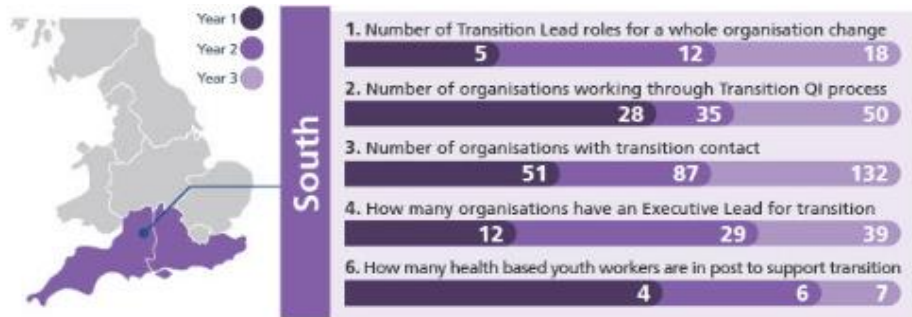 Year 1
Year 2
Year 3
South
1. Number of Transition Lead roles for a whole organisation change
5 12 18
2. Number of organisations working through Transition QI process
28 35 50
3. Number of organisations with transition contact
51 87 132
4. How many organisations have an Executive Lead for transition
12 29 39
6. How many health based youth workers are in post to support transition
4 6 7